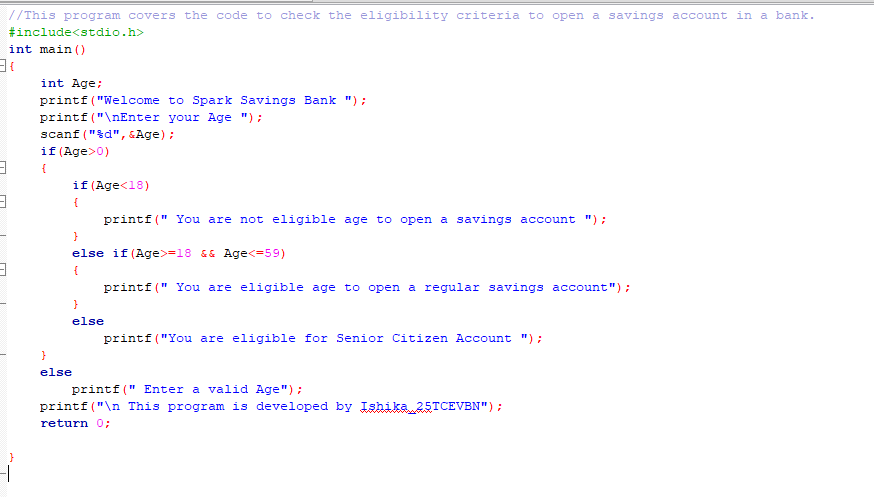 //This program covers the code to check the eligibility criteria to open a savings account in a bank.
#include<stdio.h>
int main()
{
    int Age;
    printf("Welcome to Spark Savings Bank ");
    printf("\nEnter your Age ");
    scanf("%d",&Age);
    if(Age>0)
    {
        if(Age<18)
        {
            printf(" You are not eligible age to open a savings account ");
        }
        else if(Age>=18 && Age<=59)
        {
            printf(" You are eligible age to open a regular savings account");
        }
        else
            printf("You are eligible for Senior Citizen Account ");
    }
    else
        printf(" Enter a valid Age");
    printf("\n This program is developed by Ishika_25TCEVBN");
    return 0;
}